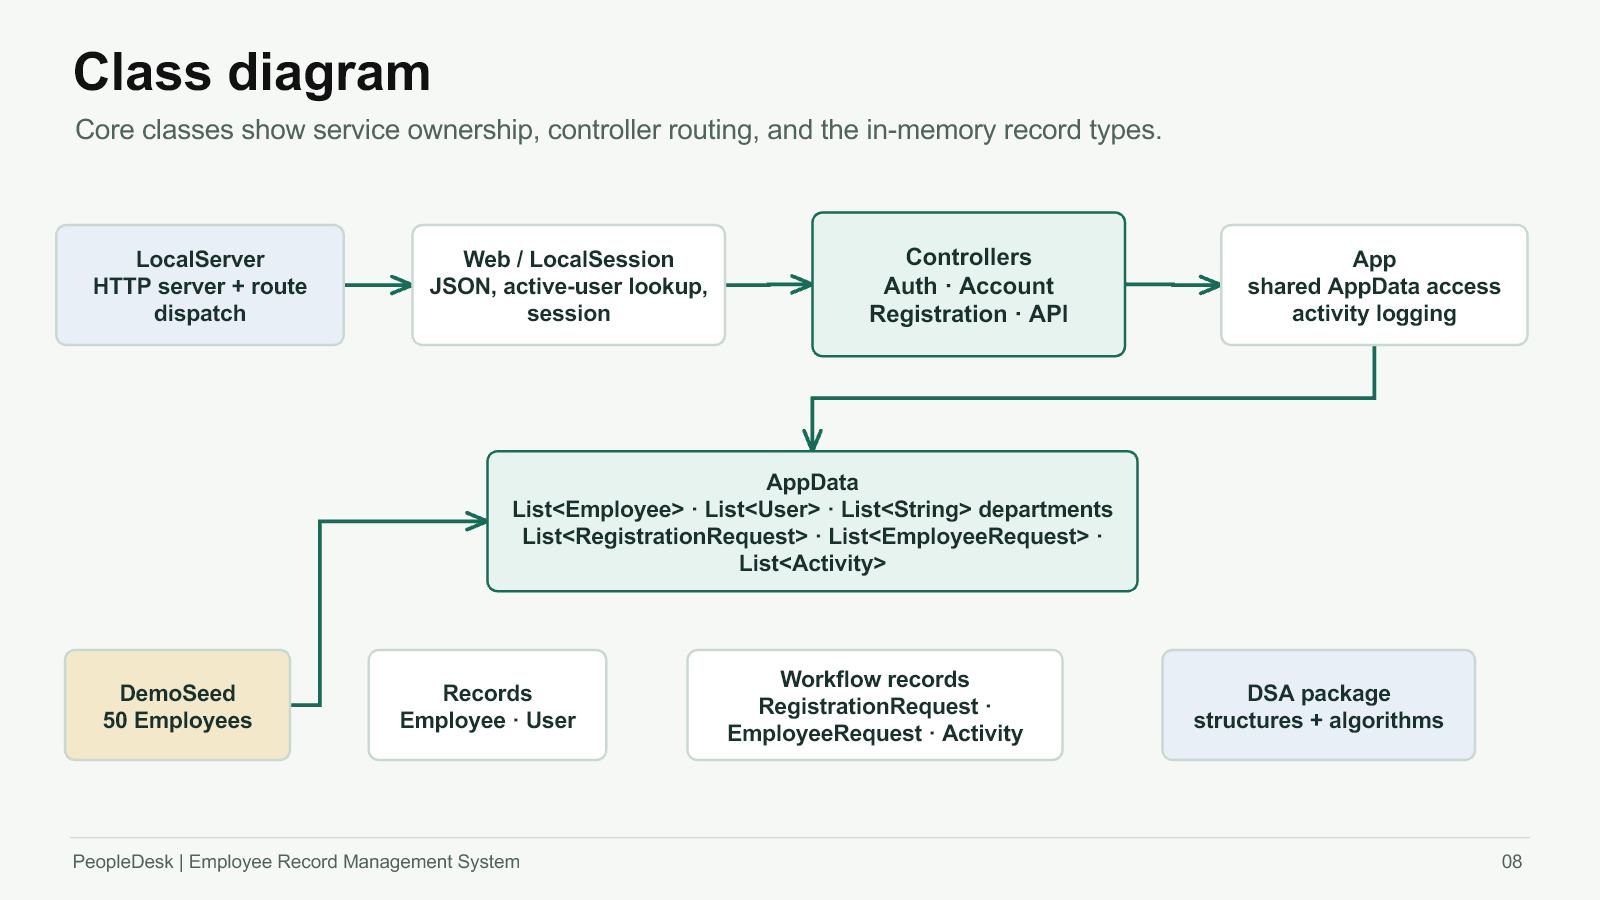 Class diagram
Core classes show service ownership, controller routing, and the in-memory record types.
LocalServer
HTTP server + route
dispatch
Web / LocalSession
JSON, active-user lookup,
session
Controllers
Auth · Account
Registration · API
App
shared AppData access
activity logging
AppData
List<Employee> · List<User> · List<String> departments
List<RegistrationRequest> · List<EmployeeRequest> ·
List<Activity>
DemoSeed
50 Employees
Records
Employee · User
Workflow records
RegistrationRequest ·
EmployeeRequest · Activity
DSA package
structures + algorithms
PeopleDesk | Employee Record Management System
08